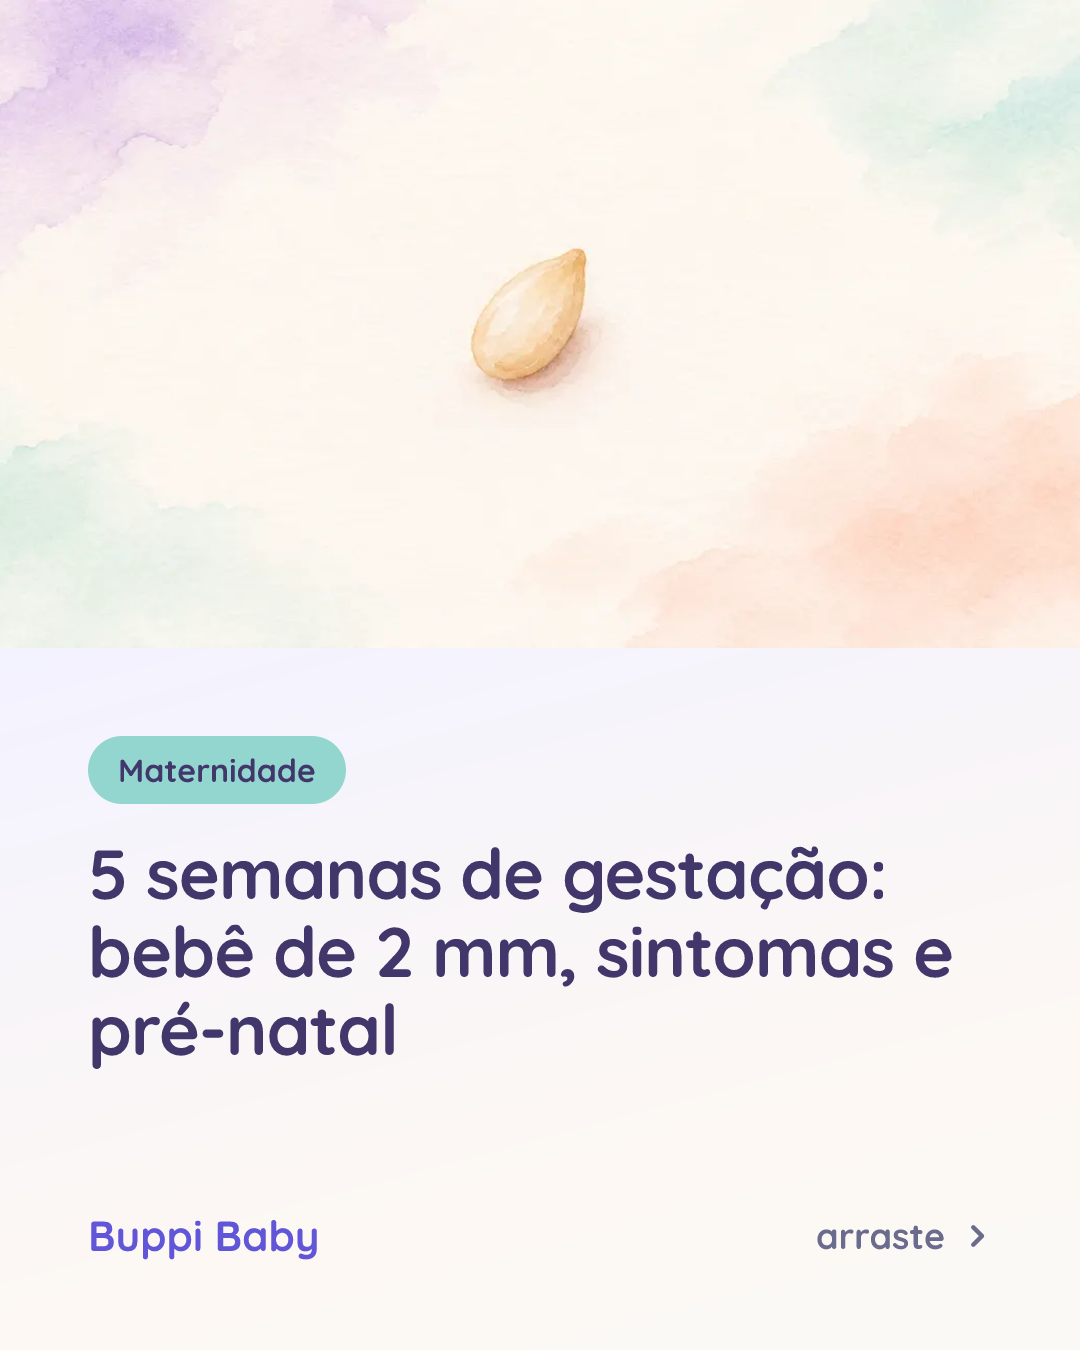 Maternidade
5 semanas de gestação:
bebê de 2 mm, sintomas e
pré-natal
Buppi Baby
arraste